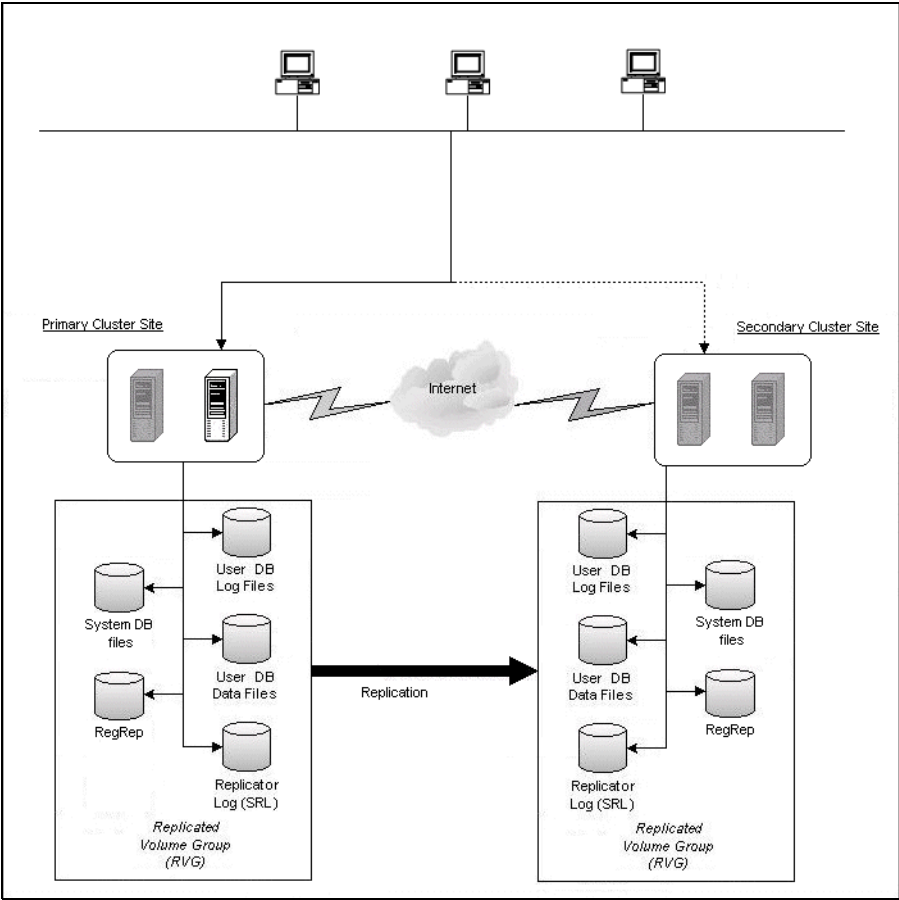 Primary Cluster Site
Secondary Cluster Site
Internet
User DB
Log Files
System DB
files
User DB
Data Files
RegRep
Replicator
Log (SRL)
Replicated
Volume Group
(RVG)
Replication
User DB
Log Files
System DB
files
User DB
Data Files
RegRep
Replicator
Log (SRL)
Replicated
Volume Group
(RVG)